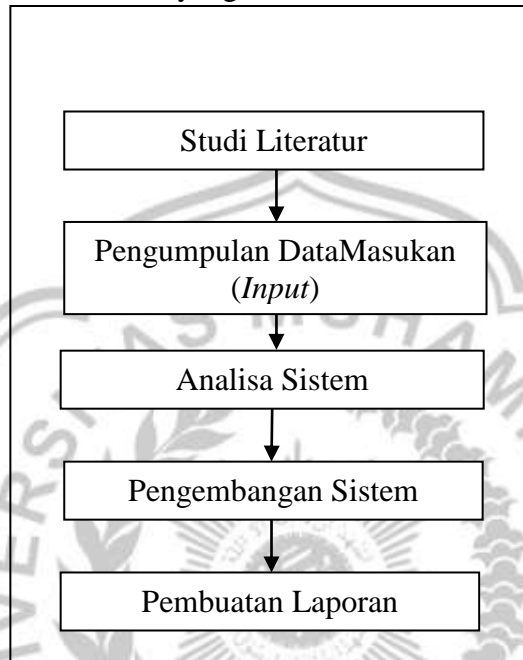 Studi Literatur
Pengumpulan DataMasukan
(Input)
Analisa Sistem
Pengembangan Sistem
Pembuatan Laporan